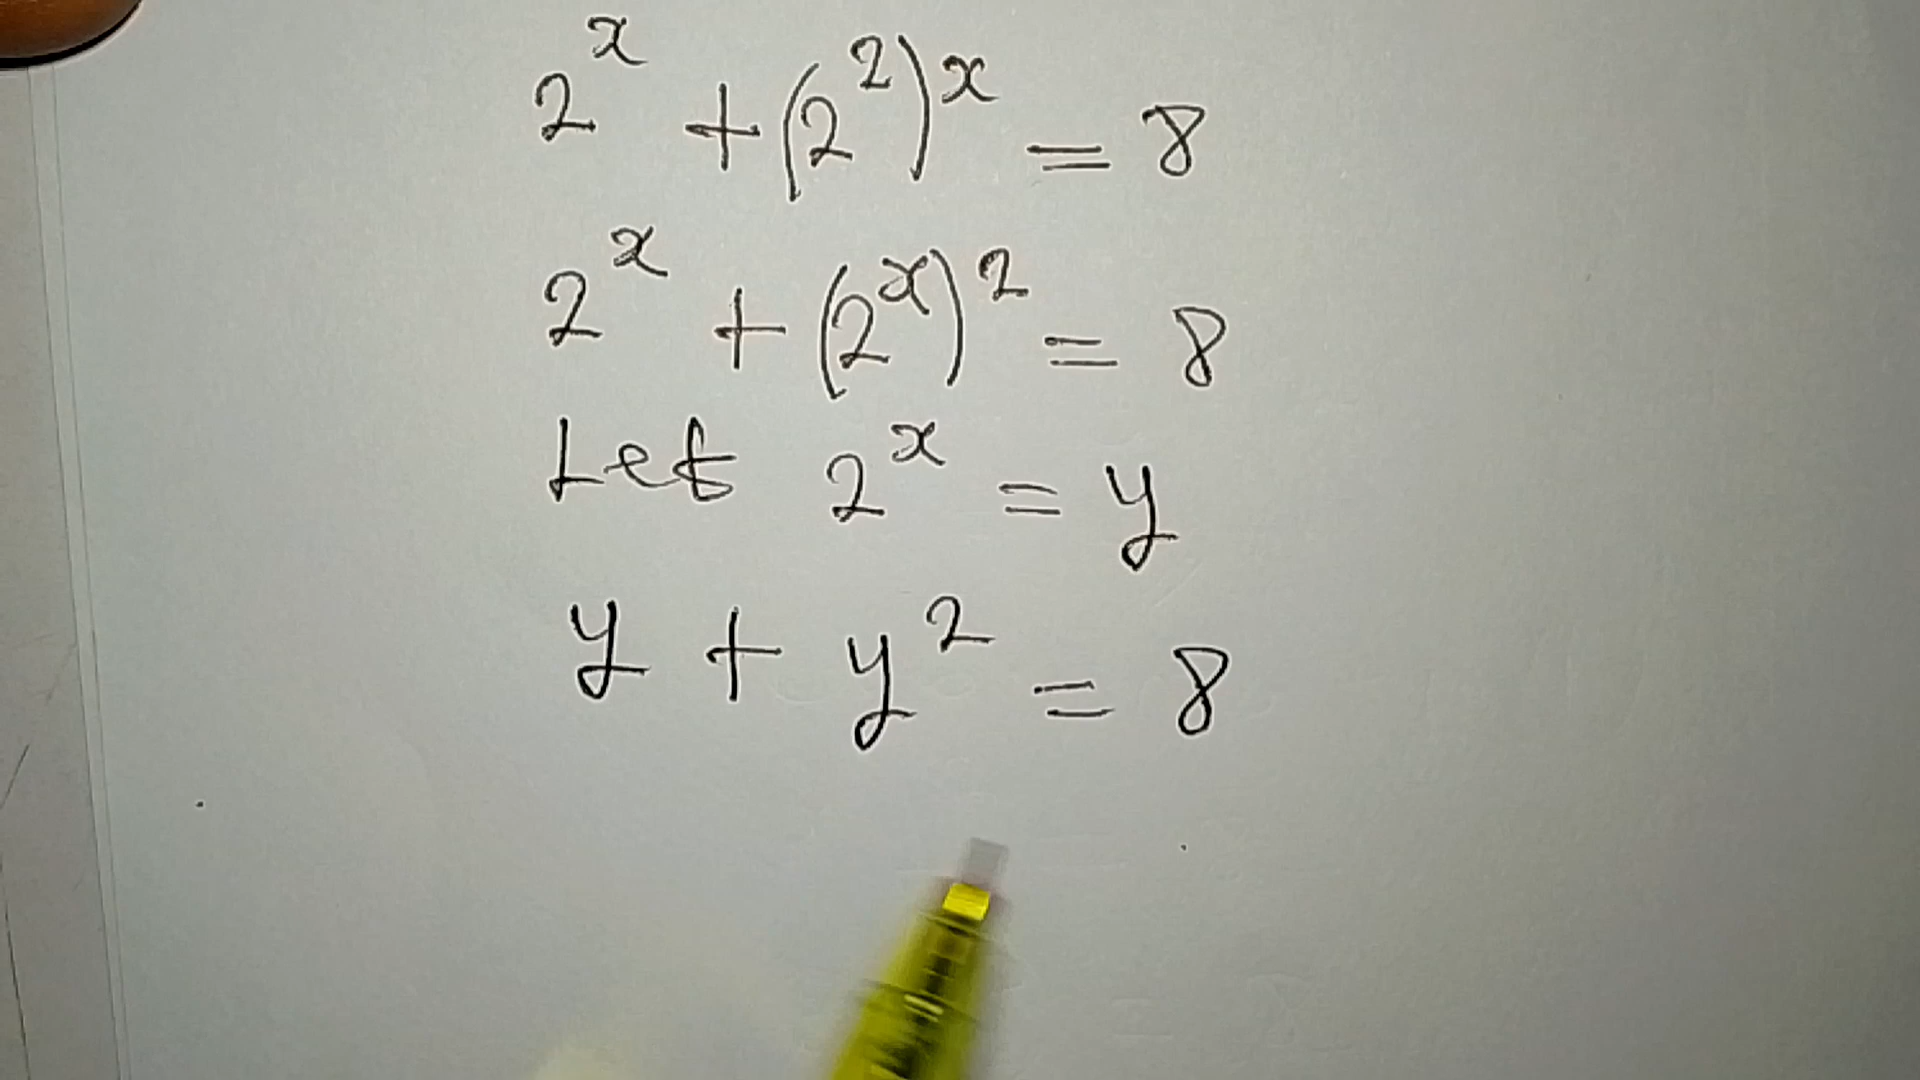 2^x + (2^2)^x = 8
2^x + (2^x)^2 = 8
Let 2^x = y
y + y^2 = 8